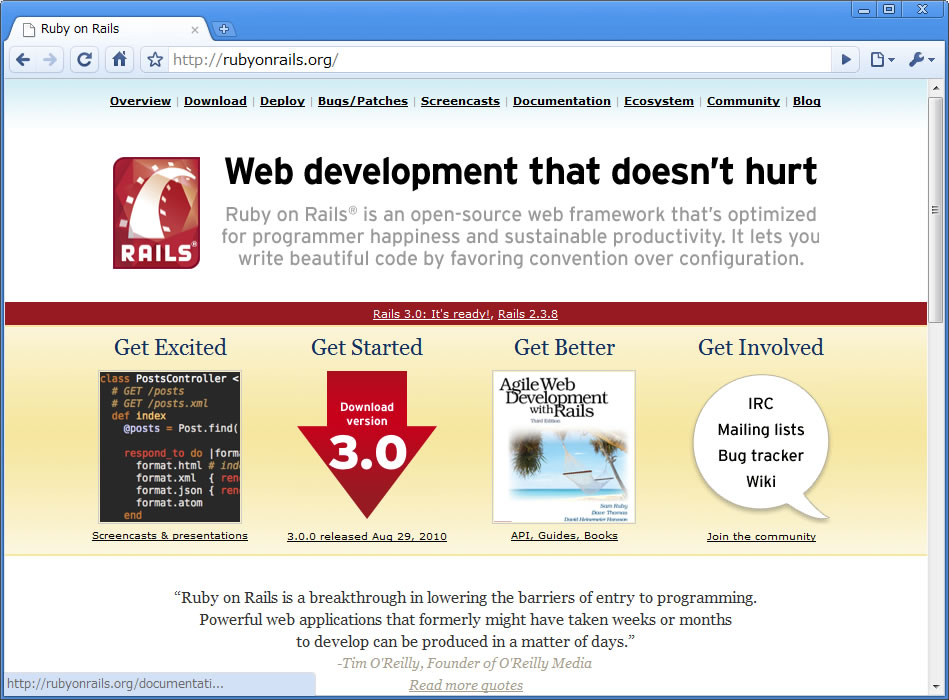 Ruby on Rails
http://rubyonrails.org/
Overview | Download | Deploy | Bugs/Patches | Screencasts | Documentation | Ecosystem | Community | Blog
RAILS®
Web development that doesn't hurt
Ruby on Rails® is an open-source web framework that's optimized
for programmer happiness and sustainable productivity. It lets you
write beautiful code by favoring convention over configuration.
Rails 3.0: It's ready!, Rails 2.3.8
Get Excited
class PostsController <
# GET /posts
# GET /posts.xml
def index
@posts = Post.find(
respond_to do |form
format.html # ind
format.xml { ren
format.json { ren
format.atom
end
Screencasts & presentations
Get Started
Download
version
3.0
3.0.0 released Aug 29, 2010
Get Better
Agile Web
Development
with Rails
Third Edition
Sam Ruby
Dave Thomas
David Heinemeier Hansson
API, Guides, Books
Get Involved
IRC
Mailing lists
Bug tracker
Wiki
Join the community
“Ruby on Rails is a breakthrough in lowering the barriers of entry to programming.
Powerful web applications that formerly might have taken weeks or months
to develop can be produced in a matter of days.”
-Tim O'Reilly, Founder of O'Reilly Media
Read more quotes
http://rubyonrails.org/documentati...